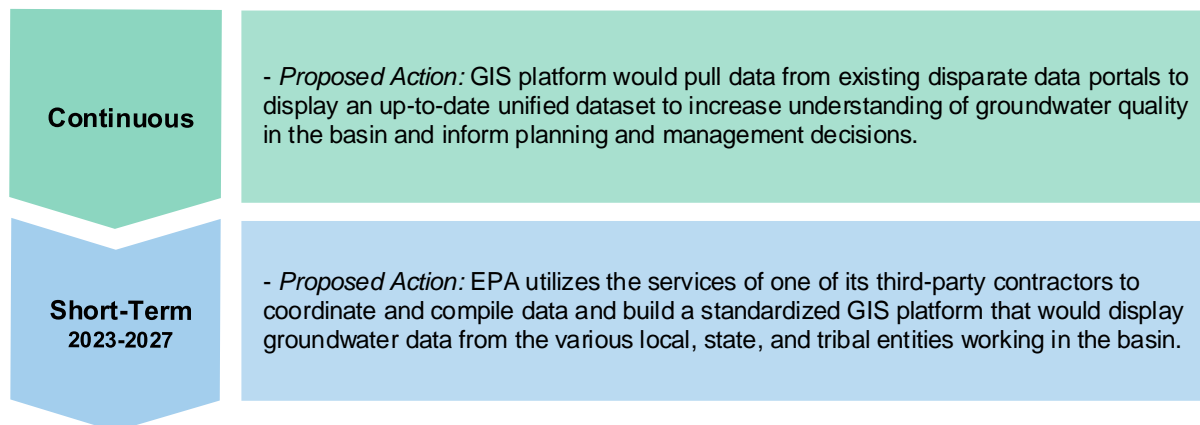 Continuous
- Proposed Action: GIS platform would pull data from existing disparate data portals to
display an up-to-date unified dataset to increase understanding of groundwater quality
in the basin and inform planning and management decisions.
Short-Term
2023-2027
- Proposed Action: EPA utilizes the services of one of its third-party contractors to
coordinate and compile data and build a standardized GIS platform that would display
groundwater data from the various local, state, and tribal entities working in the basin.